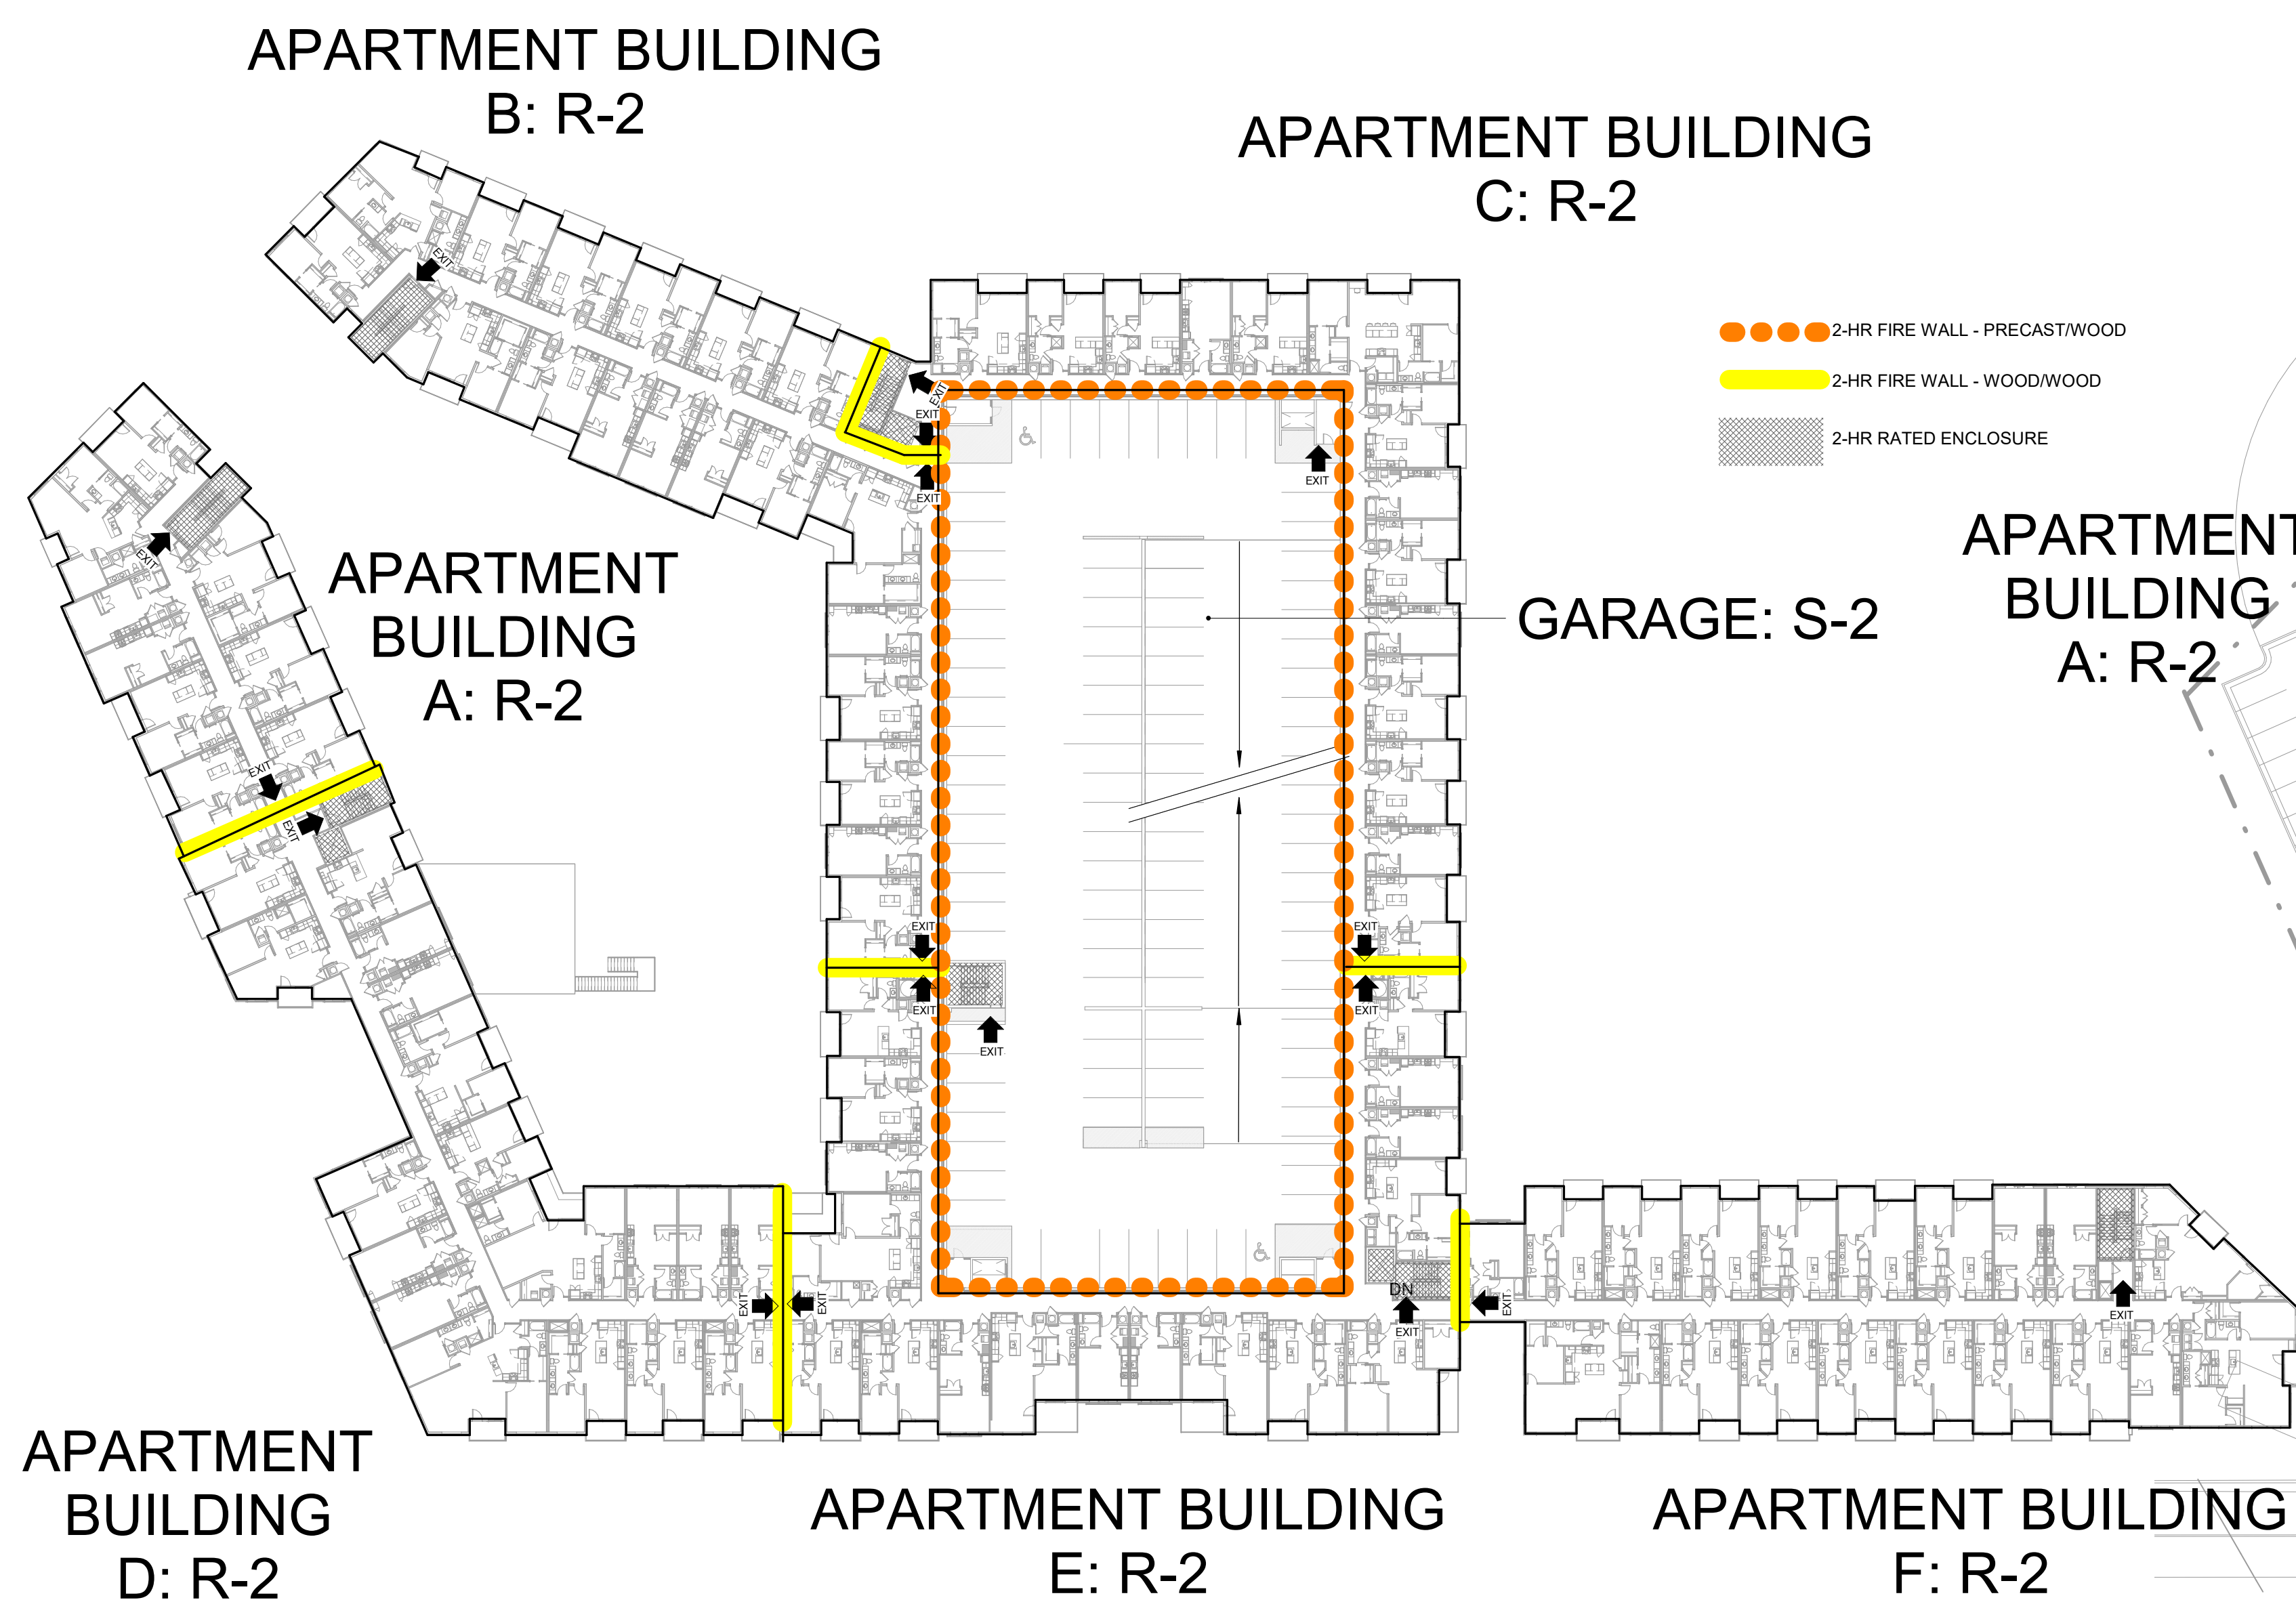 APARTMENT BUILDING
B: R-2
APARTMENT BUILDING
C: R-2
2-HR FIRE WALL - PRECAST/WOOD
2-HR FIRE WALL - WOOD/WOOD
2-HR RATED ENCLOSURE
EXIT
EXIT
EXIT
EXIT
EXIT
EXIT
APARTMENT
BUILDING
A: R-2
APARTMENT
BUILDING
A: R-2
GARAGE: S-2
EXIT
EXIT
EXIT
EXIT
EXIT
EXIT
EXIT
DN
EXIT
EXIT
EXIT
EXIT
EXIT
APARTMENT
BUILDING
D: R-2
APARTMENT BUILDING
E: R-2
APARTMENT BUILDING
F: R-2